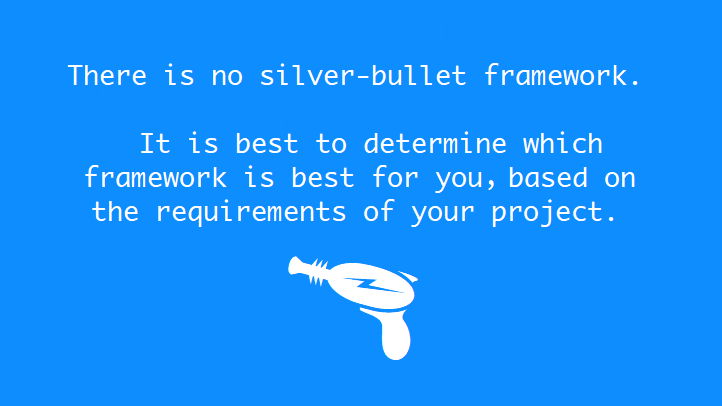 There is no silver-bullet framework.
It is best to determine which
framework is best for you, based on
the requirements of your project.